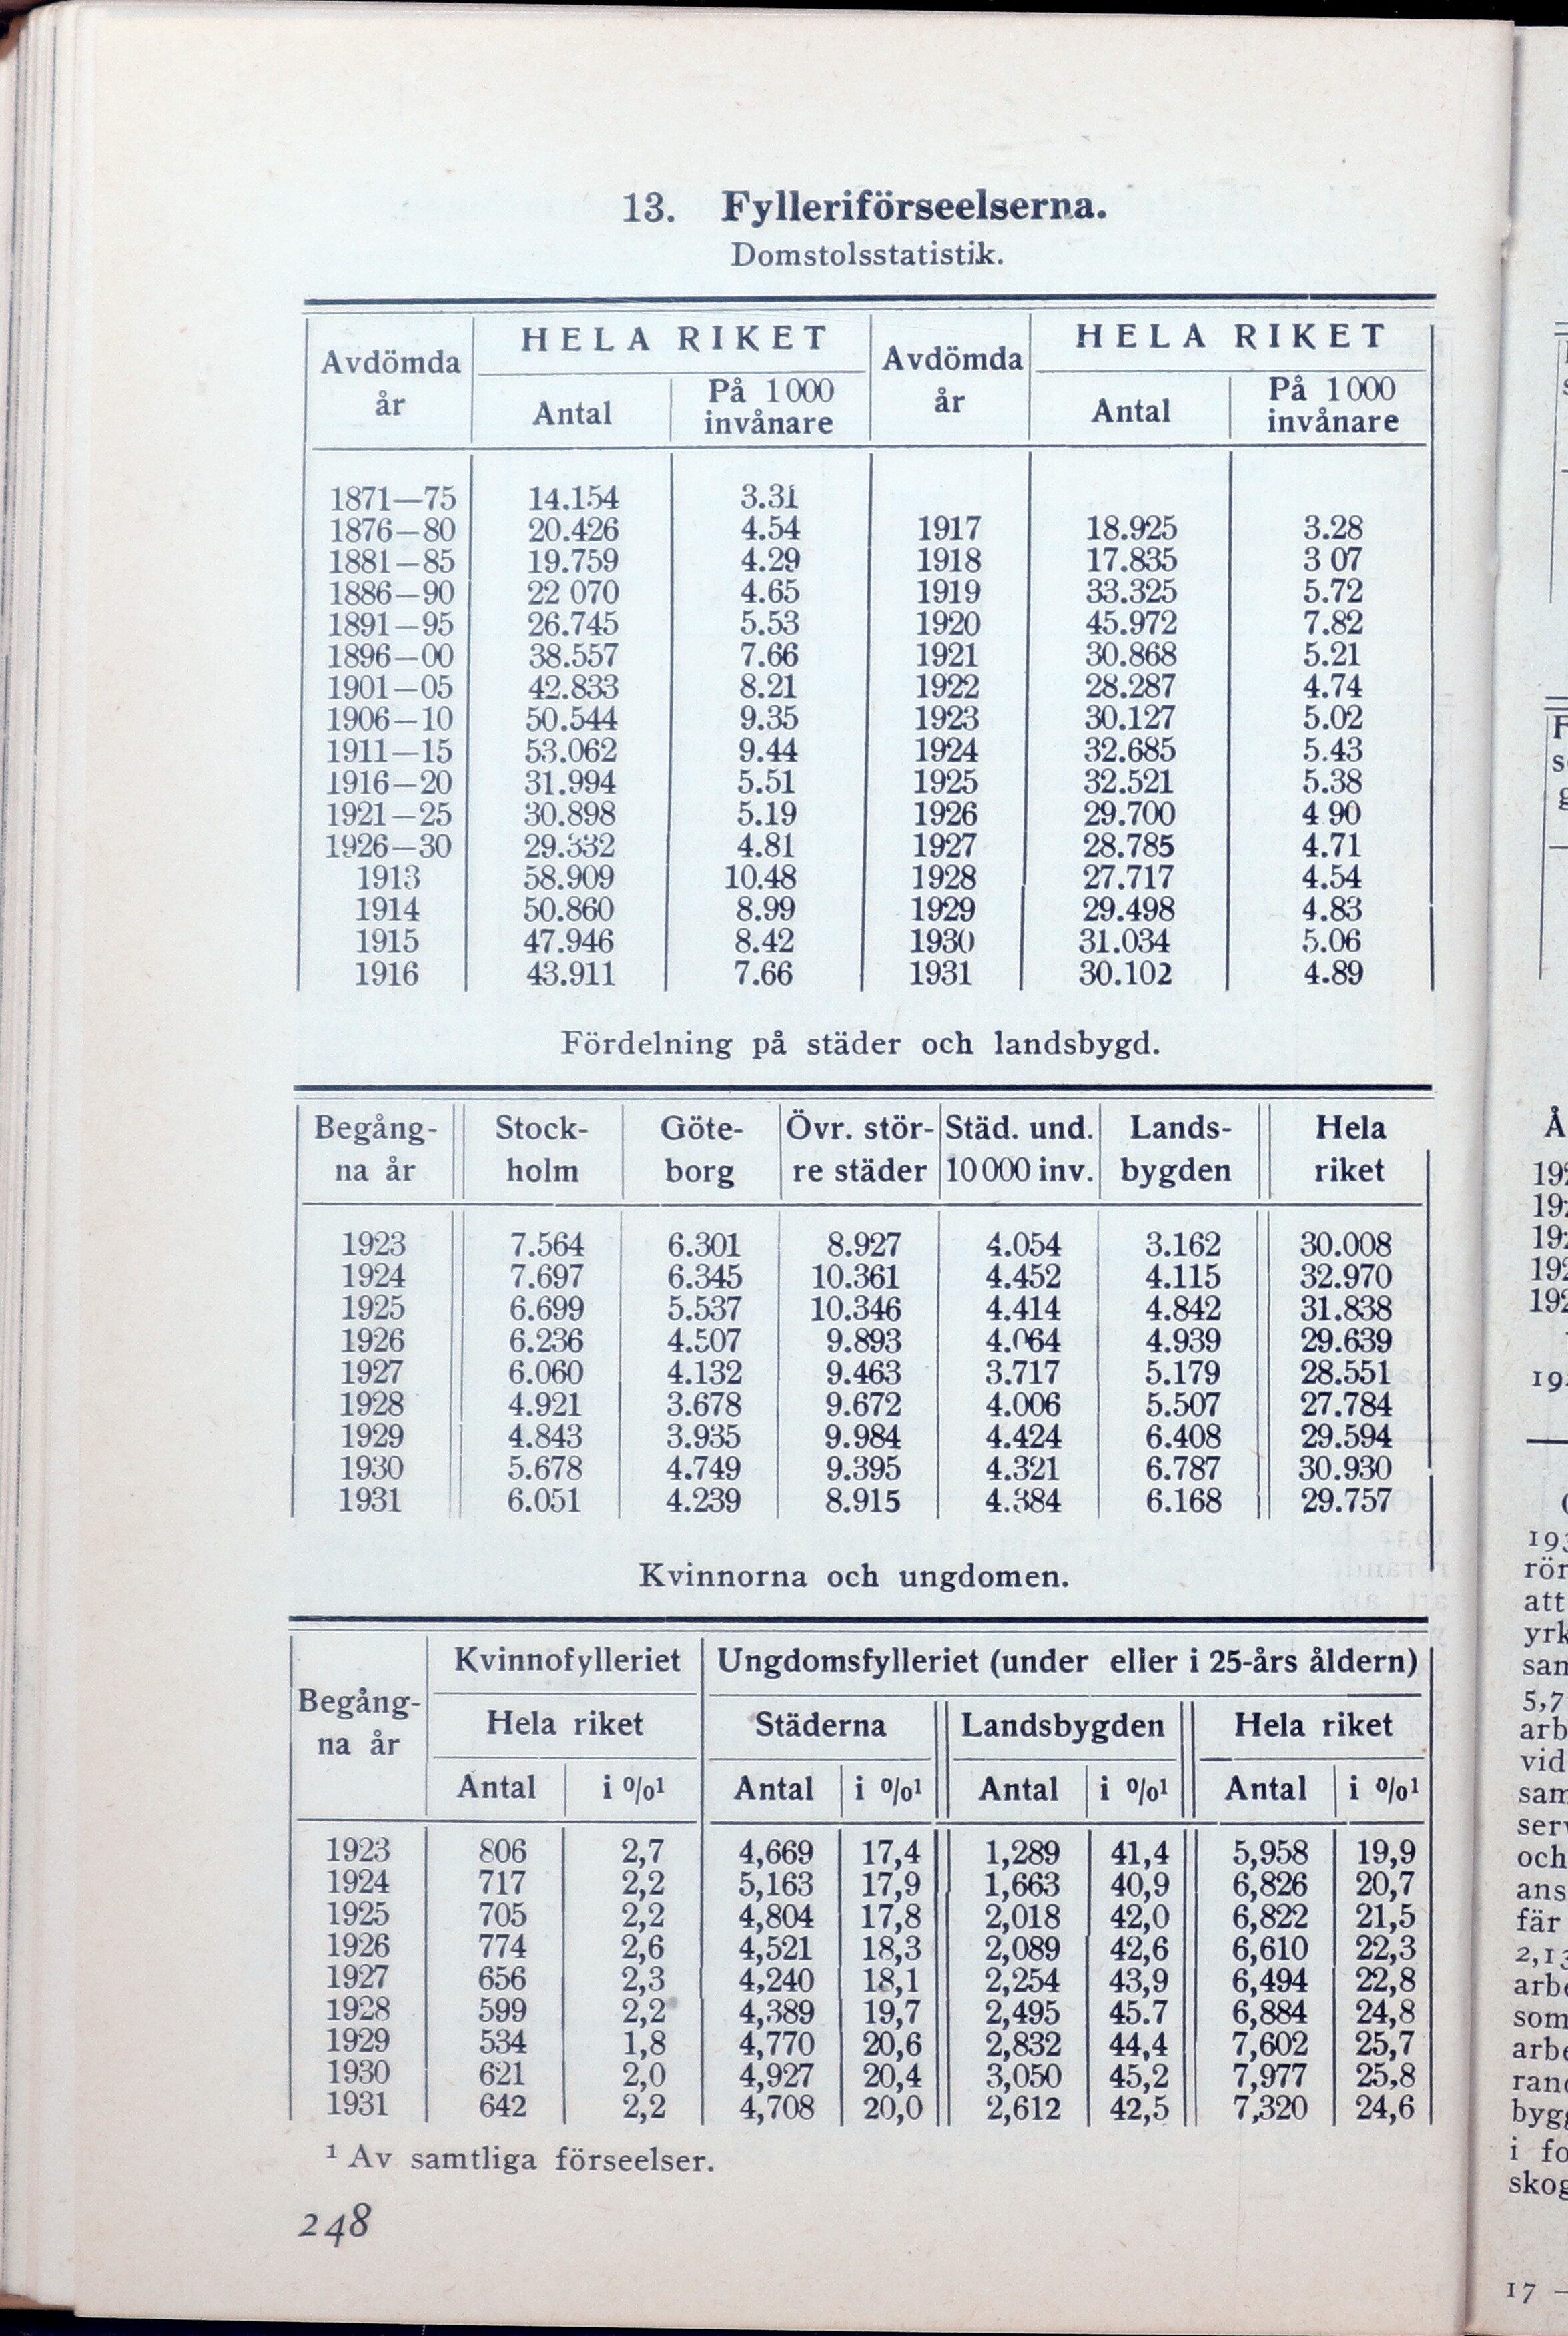 13. Fylleriförseelserna.
Domstolsstatistik.
Avdömda år | HELA RIKET | Avdömda år | HELA RIKET
Antal | På 1000 invånare | Antal | På 1000 invånare
1871—75 14.154 3.31
1876—80 20.426 4.54 1917 18.925 3.28
1881—85 19.759 4.29 1918 17.835 3 07
1886—90 22 070 4.65 1919 33.325 5.72
1891—95 26.745 5.53 1920 45.972 7.82
1896—00 38.557 7.66 1921 30.868 5.21
1901—05 42.833 8.21 1922 28.287 4.74
1906—10 50.544 9.35 1923 30.127 5.02
1911—15 53.062 9.44 1924 32.685 5.43
1916—20 31.994 5.51 1925 32.521 5.38
1921—25 30.898 5.19 1926 29.700 4 90
1926—30 29.332 4.81 1927 28.785 4.71
1913 58.909 10.48 1928 27.717 4.54
1914 50.860 8.99 1929 29.498 4.83
1915 47.946 8.42 1930 31.034 5.06
1916 43.911 7.66 1931 30.102 4.89
Fördelning på städer och landsbygd.
Begång- Stock- Göte- Övr. stör- Städ. und. Lands- Hela
na år holm borg re städer 10000 inv. bygden riket
1923 7.564 6.301 8.927 4.054 3.162 30.008
1924 7.697 6.345 10.361 4.452 4.115 32.970
1925 6.699 5.537 10.346 4.414 4.842 31.838
1926 6.236 4.507 9.893 4.064 4.939 29.639
1927 6.060 4.132 9.463 3.717 5.179 28.551
1928 4.921 3.678 9.672 4.006 5.507 27.784
1929 4.843 3.935 9.984 4.424 6.408 29.594
1930 5.678 4.749 9.395 4.321 6.787 30.930
1931 6.051 4.239 8.915 4.384 6.168 29.757
Kvinnorna och ungdomen.
Begång-
na år
Kvinnofylleriet Ungdomsfylleriet (under eller i 25-års åldern)
Hela riket Städerna Landsbygden Hela riket
Antal i %¹ Antal i %¹ Antal i %¹ Antal i %¹
1923 806 2,7 4,669 17,4 1,289 41,4 5,958 19,9
1924 717 2,2 5,163 17,9 1,663 40,9 6,826 20,7
1925 705 2,2 4,804 17,8 2,018 42,0 6,822 21,5
1926 774 2,6 4,521 18,3 2,089 42,6 6,610 22,3
1927 656 2,3 4,240 18,1 2,254 43,9 6,494 22,8
1928 599 2,2 4,389 19,7 2,495 45.7 6,884 24,8
1929 534 1,8 4,770 20,6 2,832 44,4 7,602 25,7
1930 621 2,0 4,927 20,4 3,050 45,2 7,977 25,8
1931 642 2,2 4,708 20,0 2,612 42,5 7,320 24,6
¹ Av samtliga förseelser.
248
att
och
17 —